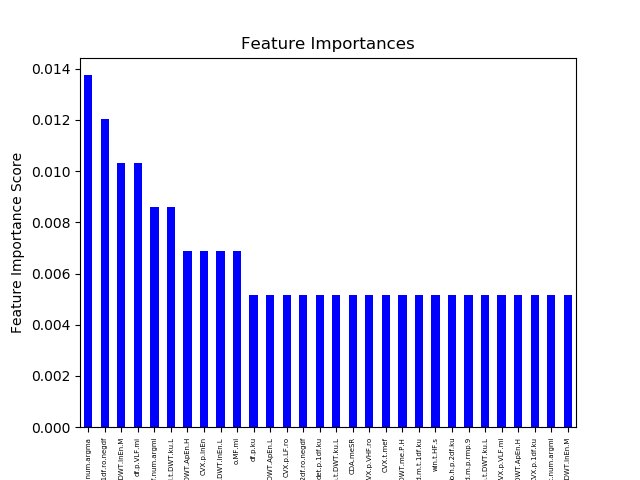 Feature Importances
Feature Importance Score
0.014
0.012
0.010
0.008
0.006
0.004
0.002
0.000
num.argma
1df.ro.negdf
DWT.lnEn.M
df.p.VLF.mi
.num.argmi
.t.DWT.ku.L
DWT.ApEn.H
CVX.p.lnEn
.DWT.lnEn.L
o.MF.mi
df.p.ku
DWT.ApEn.L
CVX.p.LF.ro
2df.ro.negdf
det.p.1df.ku
.t.DWT.ku.L
CDA.meSR
VX.p.VHF.ro
CVX.t.mef
DWT.me.P.H
d.m.t.1df.ku
win.t.HF.s
b.h.p.2df.ku
d.m.p.rmp.9
.t.DWT.ku.L
VX.p.VLF.mi
DWT.ApEn.H
VX.p.1df.ku
.num.argmi
DWT.lnEn.M